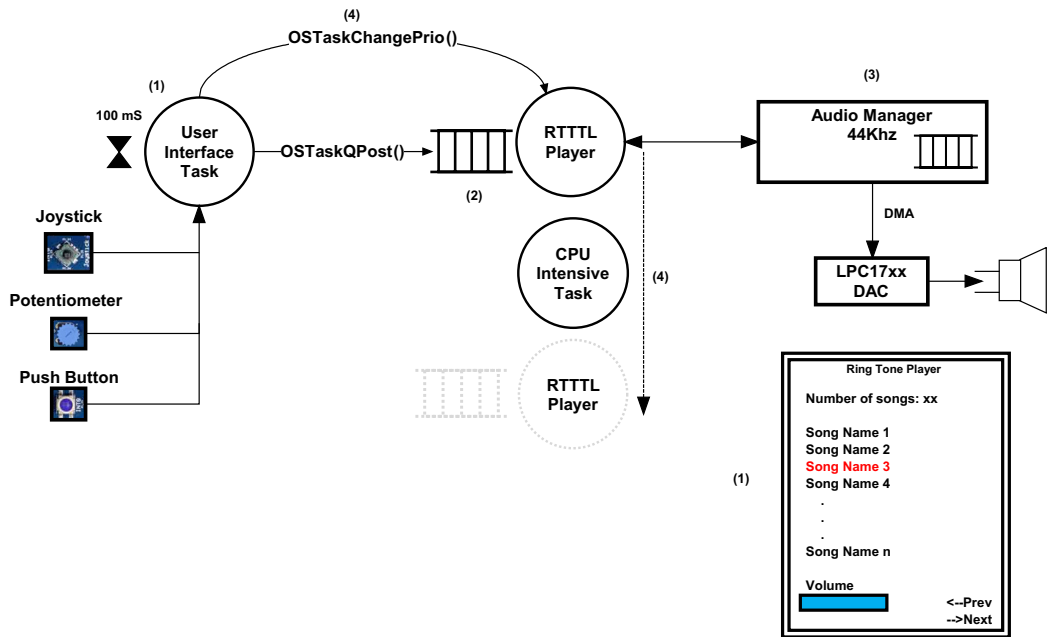 (4)
OSTaskChangePrio()
(1)
100 mS
User
Interface
Task
OSTaskQPost()
(2)
RTTTL
Player
(3)
Audio Manager
44Khz
DMA
LPC17xx
DAC
Joystick
Potentiometer
Push Button
CPU
Intensive
Task
(4)
RTTTL
Player
(1)
Ring Tone Player
Number of songs: xx
Song Name 1
Song Name 2
Song Name 3
Song Name 4
.
.
.
Song Name n
Volume
<--Prev
-->Next